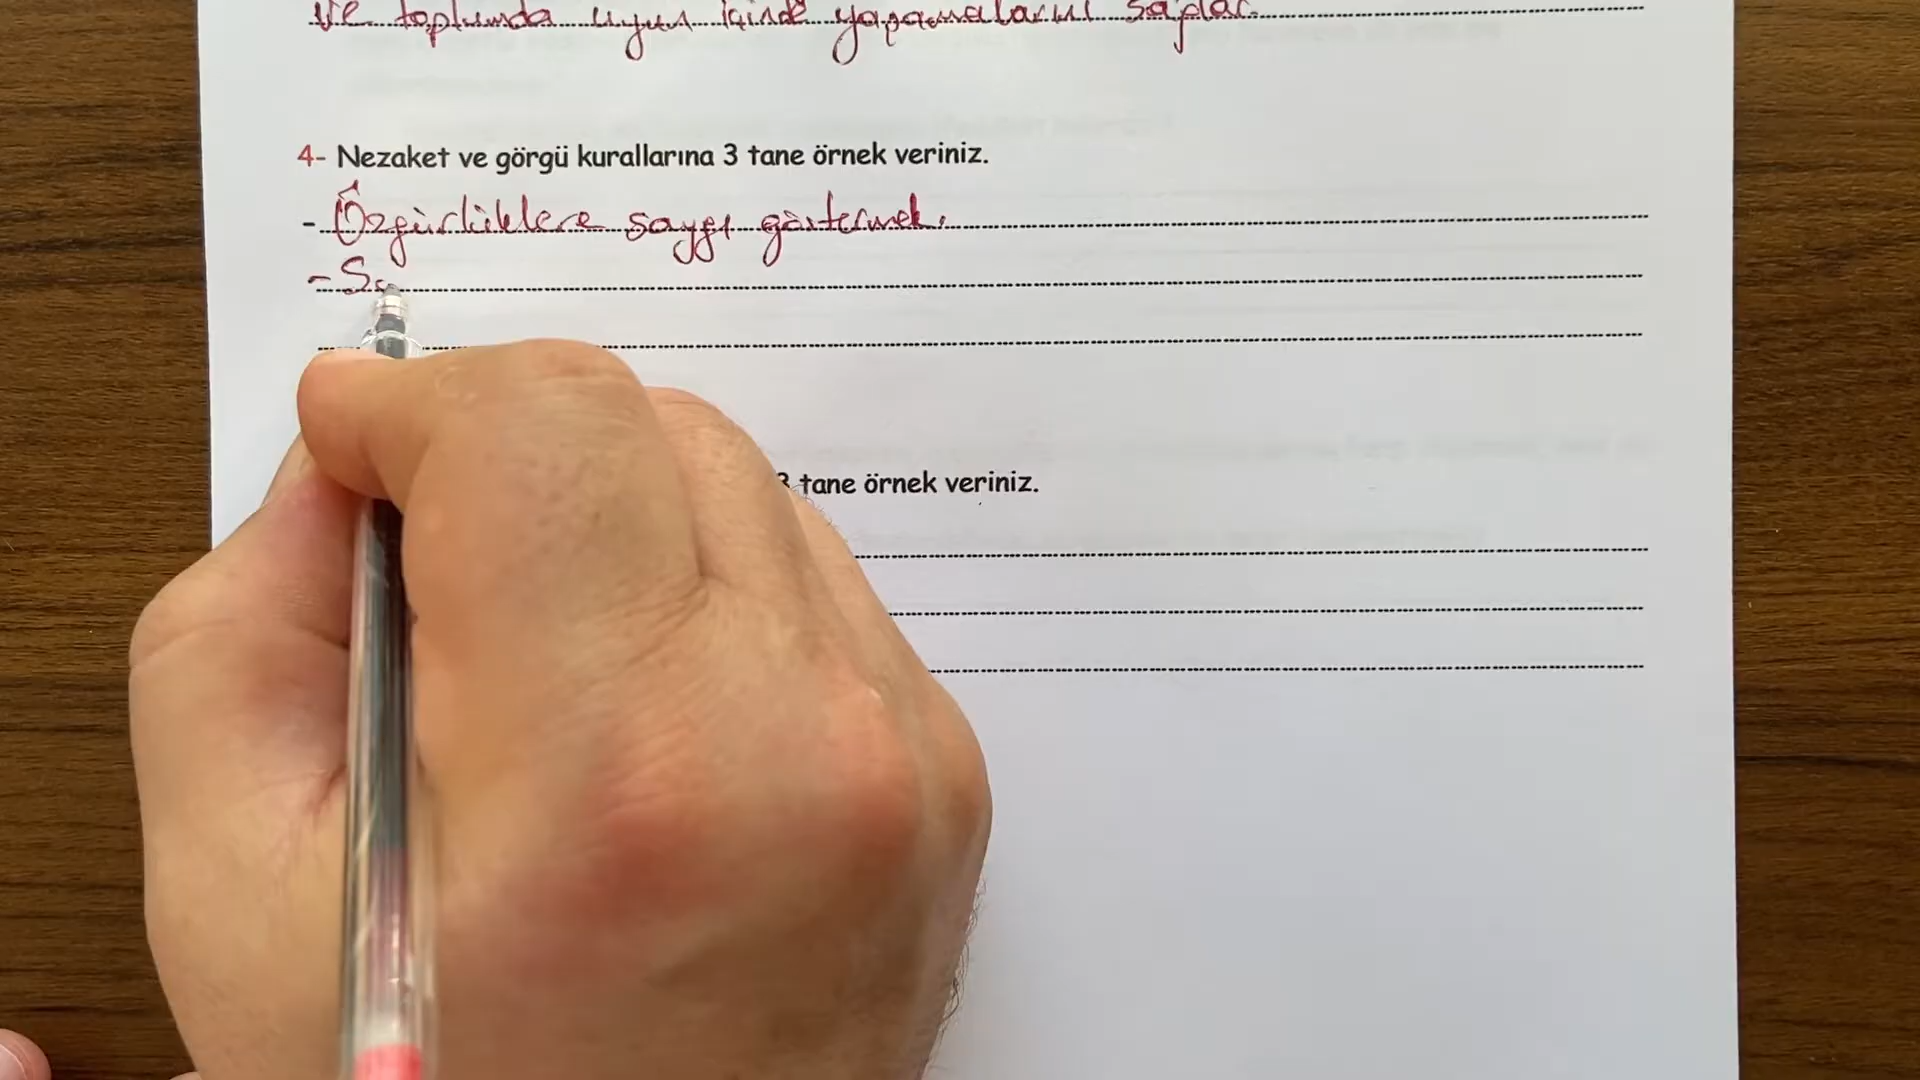 ve toplumda uyum içinde yaşamalarını sağlar.
4- Nezaket ve görgü kurallarına 3 tane örnek veriniz.
- Özgürlüklere saygı göstermek.
- Sa
3 tane örnek veriniz.